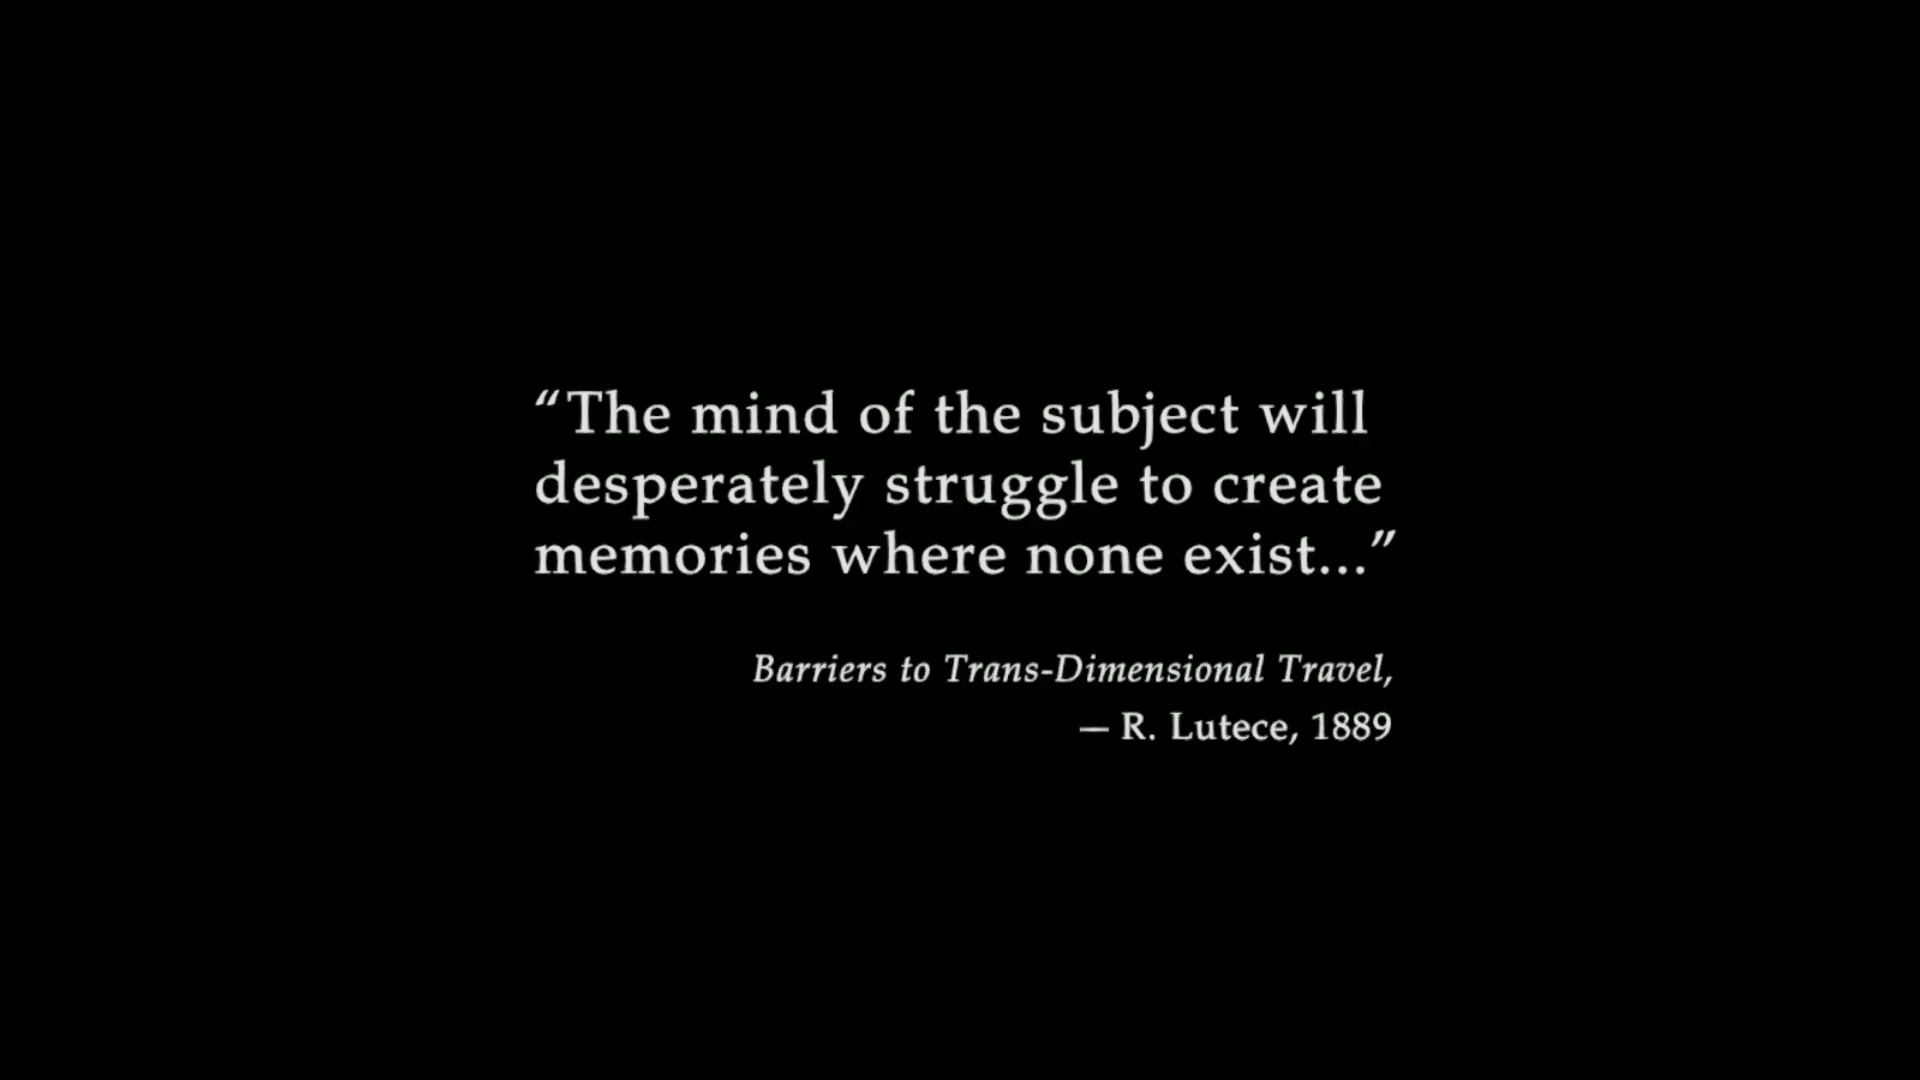 “The mind of the subject will
desperately struggle to create
memories where none exist...”
Barriers to Trans-Dimensional Travel,
— R. Lutece, 1889